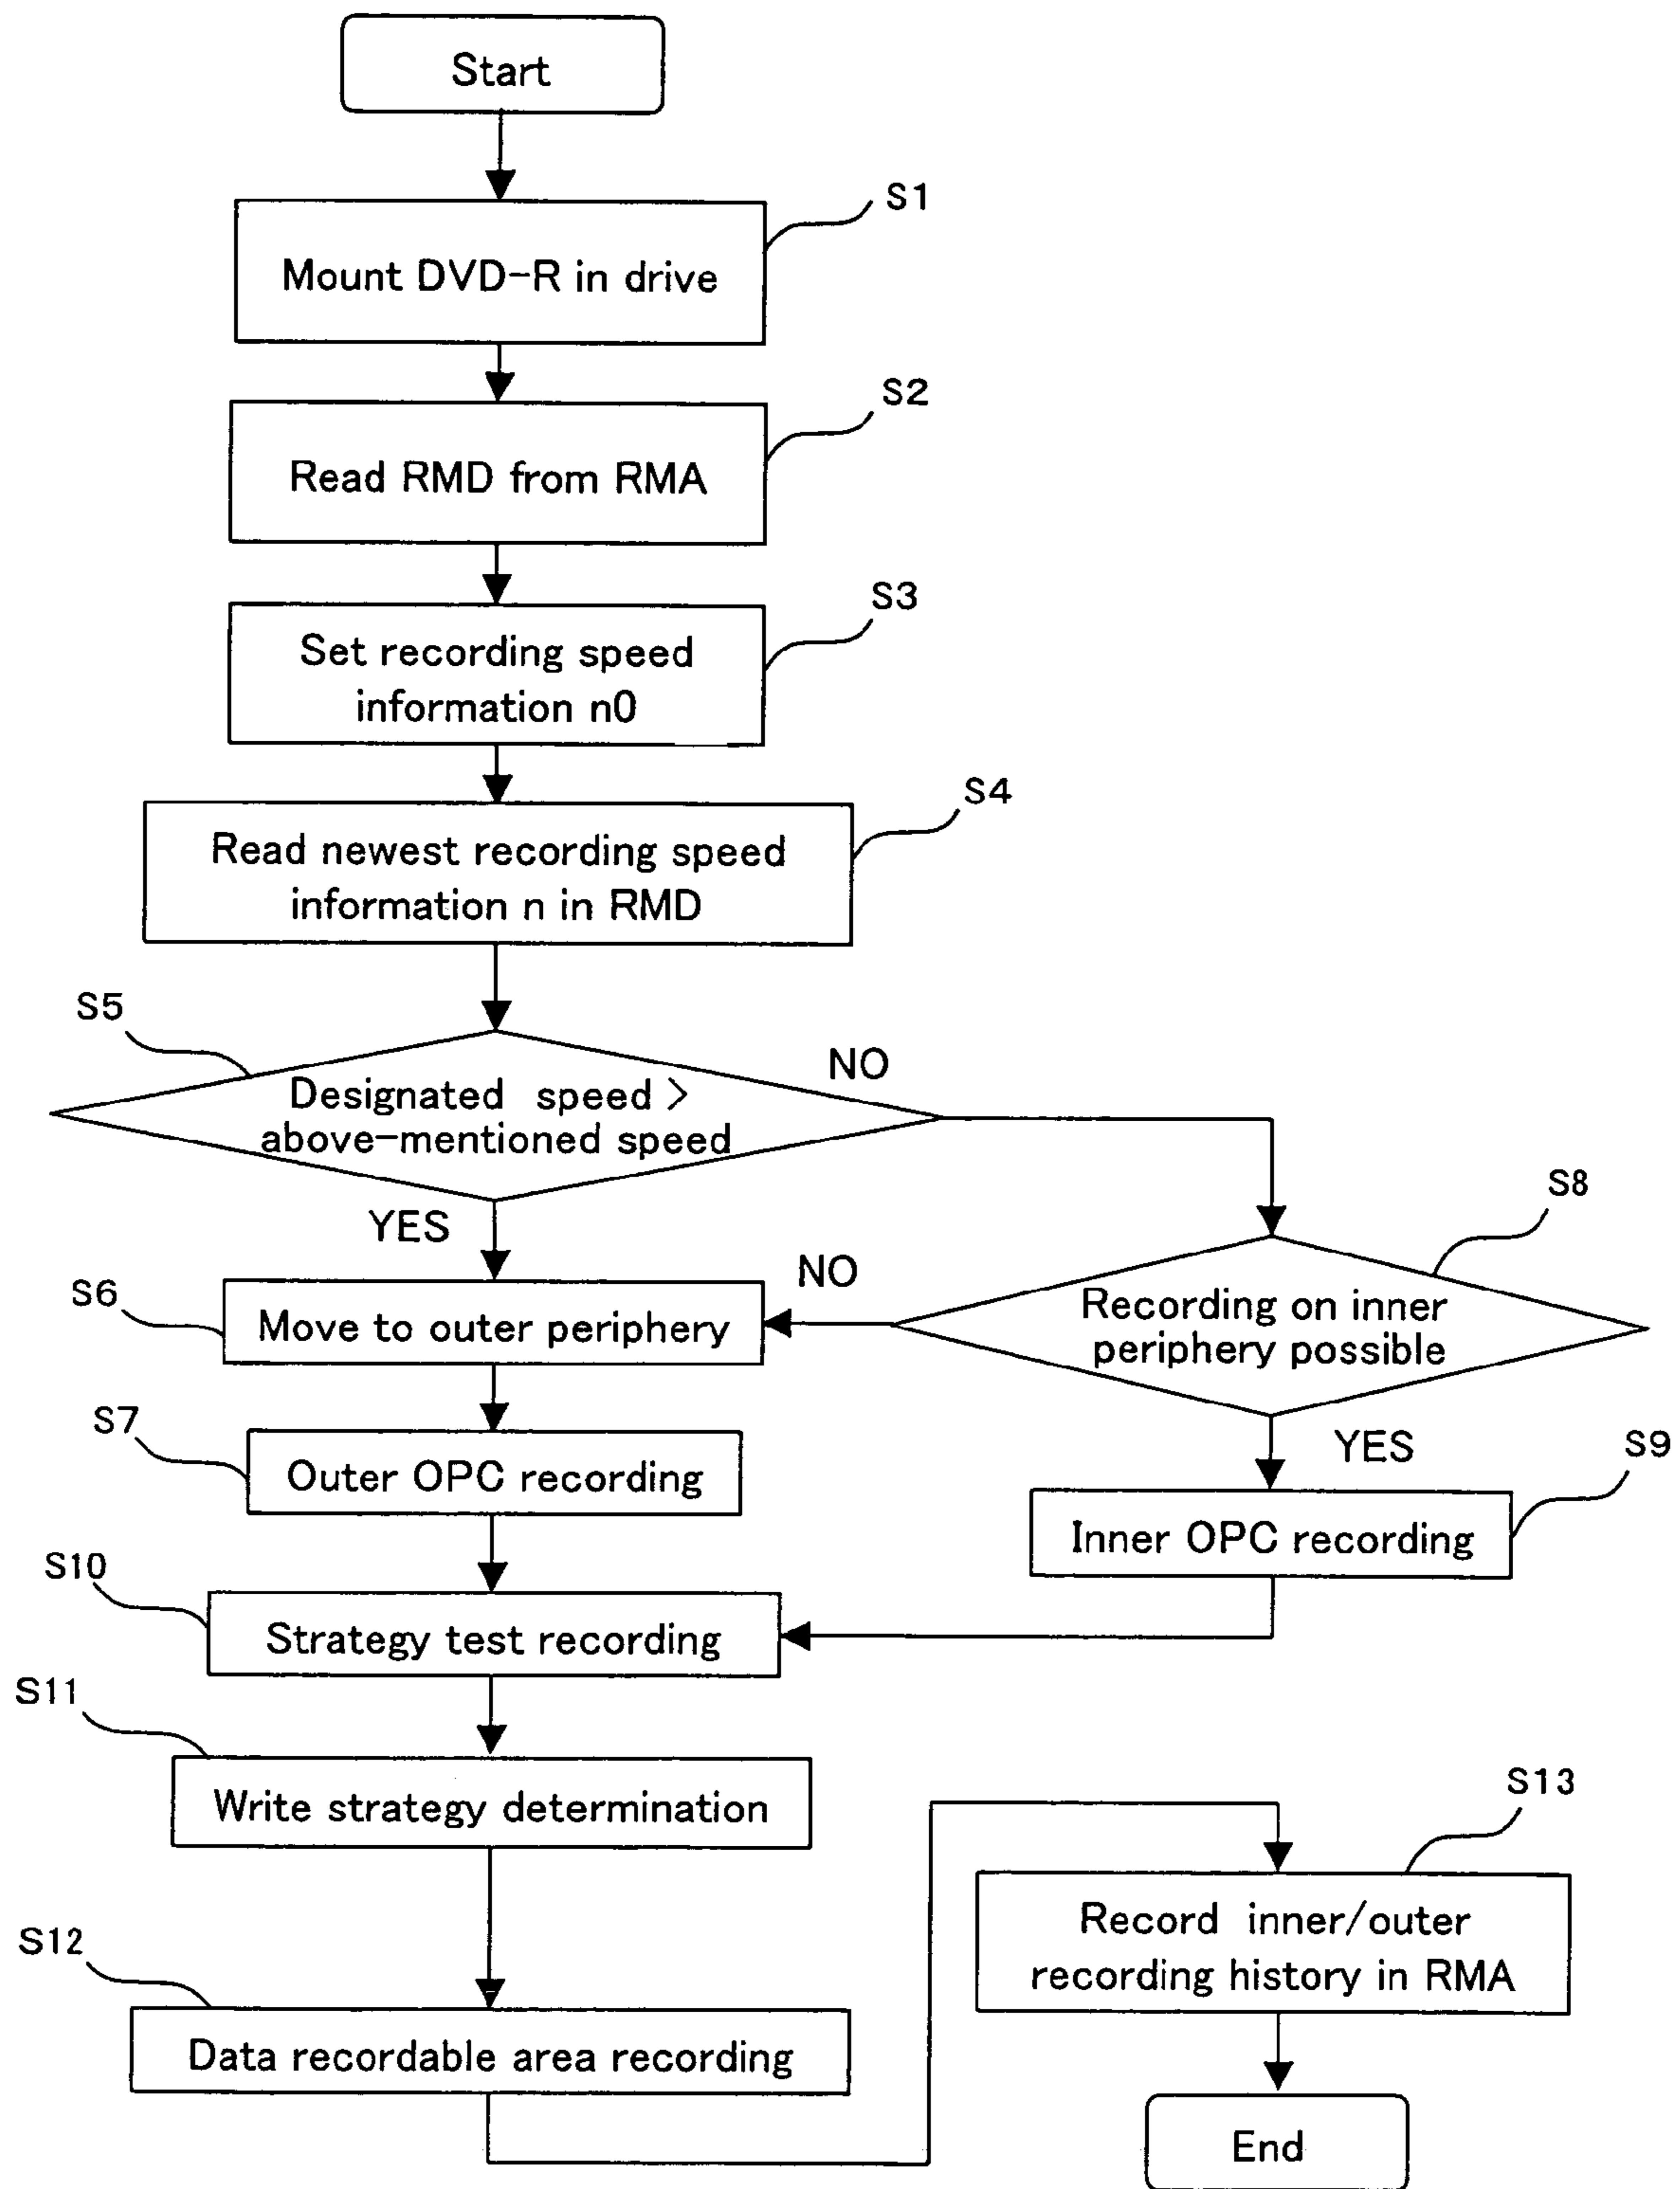 Start
S1
Mount DVD-R in drive
S2
Read RMD from RMA
S3
Set recording speed
information n0
S4
Read newest recording speed
information n in RMD
S5
Designated speed >
above-mentioned speed
NO
YES
S8
Recording on inner
periphery possible
NO
YES
S6
Move to outer periphery
S7
Outer OPC recording
S9
Inner OPC recording
S10
Strategy test recording
S11
Write strategy determination
S12
Data recordable area recording
S13
Record inner/outer
recording history in RMA
End